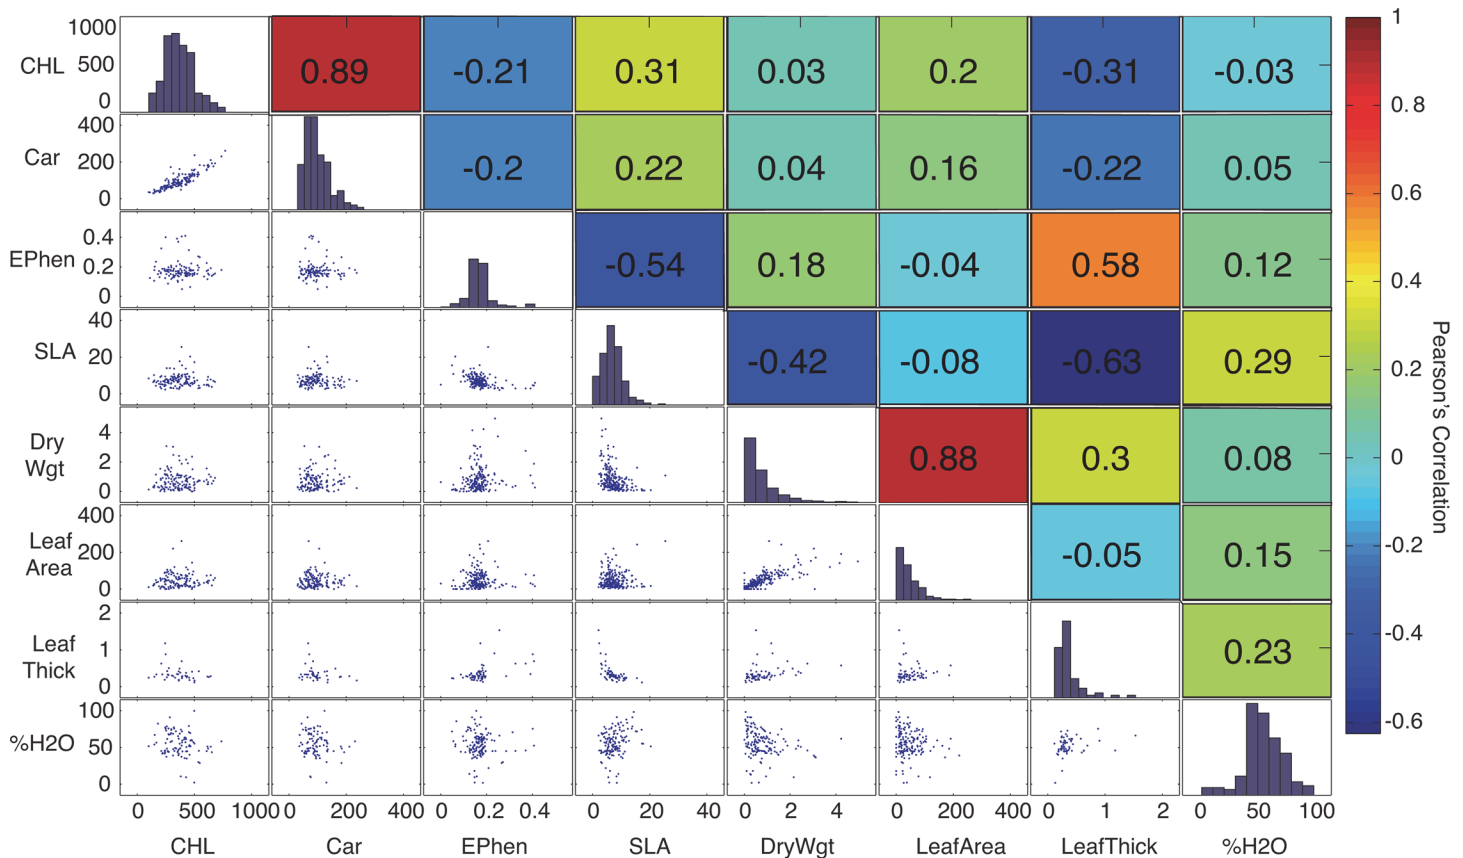 1000
500
0
CHL
0.89
-0.21
0.31
0.03
0.2
-0.31
-0.03
400
200
0
Car
-0.2
0.22
0.04
0.16
-0.22
0.05
0.4
0.2
0
EPhen
-0.54
0.18
-0.04
0.58
0.12
40
20
0
SLA
-0.42
-0.08
-0.63
0.29
4
2
0
Dry
Wgt
0.88
0.3
0.08
400
200
0
Leaf
Area
-0.05
0.15
2
1
0
Leaf
Thick
0.23
100
50
0
%H2O
0 500 1000
0 200 400
0 0.2 0.4
0 20 40
0 2 4
0 200 400
0 1 2
0 50 100
CHL Car EPhen SLA DryWgt LeafArea LeafThick %H2O
1
0.8
0.6
0.4
0.2
0
-0.2
-0.4
-0.6
Pearson's Correlation